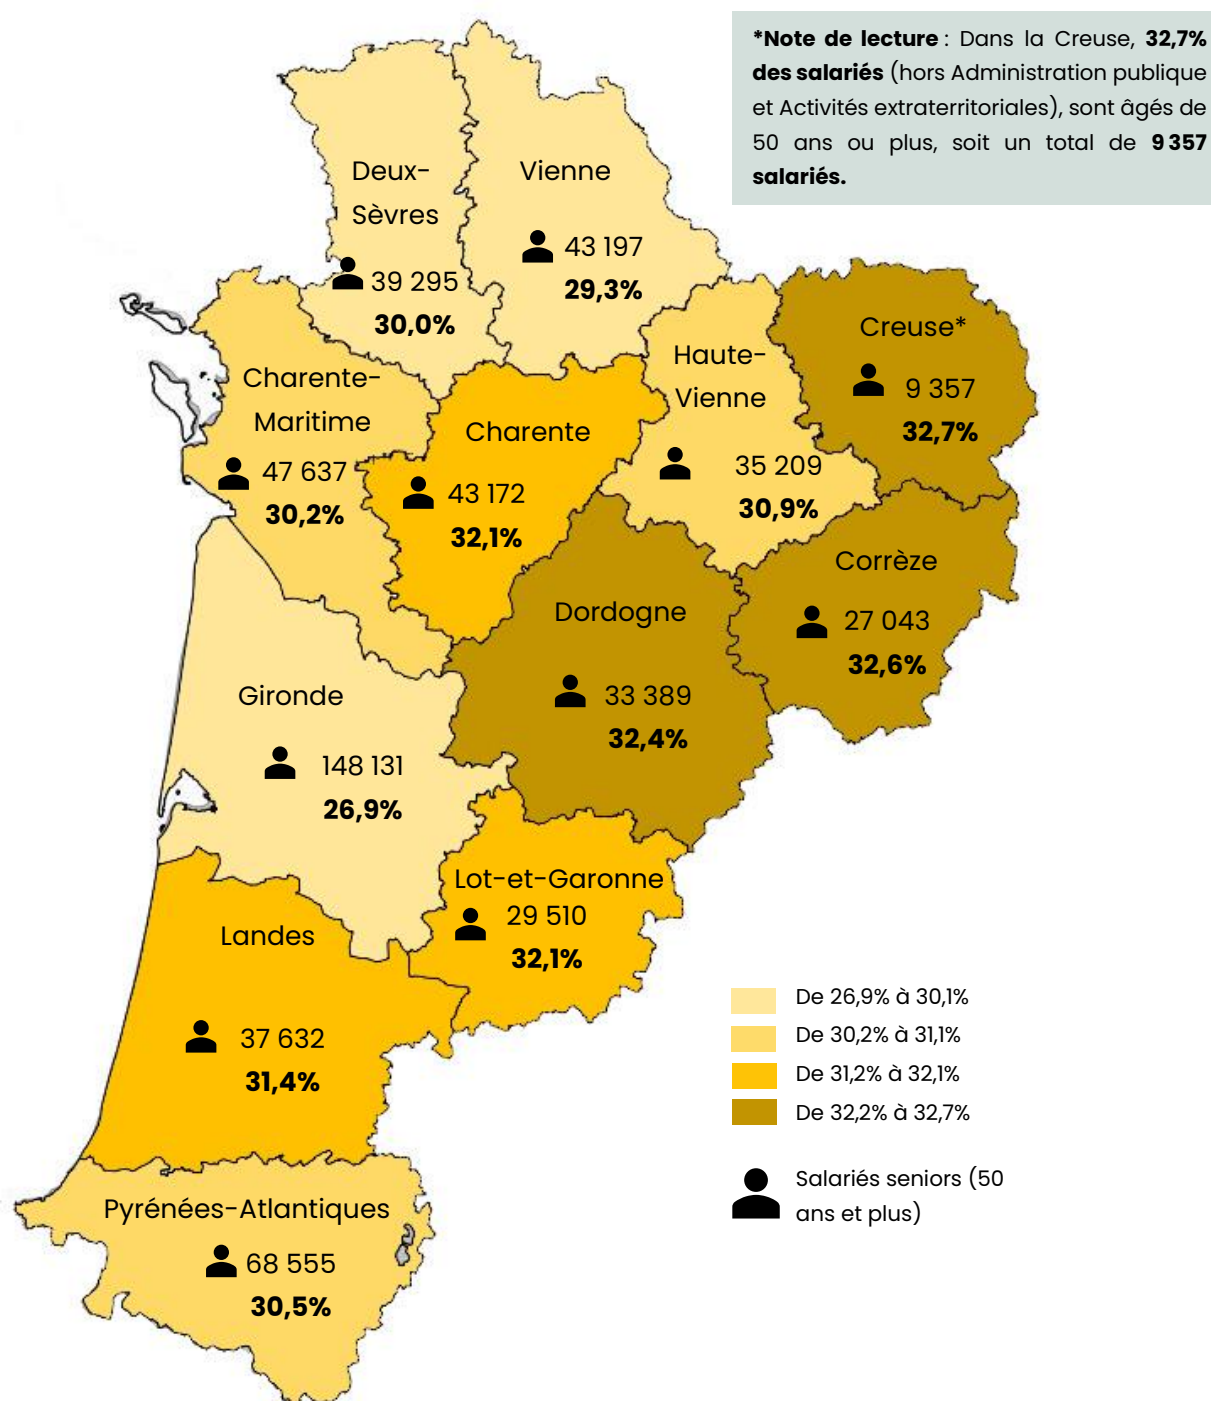 *Note de lecture : Dans la Creuse, 32,7%
des salariés (hors Administration publique
et Activités extraterritoriales), sont âgés de
50 ans ou plus, soit un total de 9 357
salariés.
Deux-
Sèvres
39 295
30,0%
Vienne
43 197
29,3%
Creuse*
9 357
32,7%
Haute-
Vienne
35 209
30,9%
Charente-
Maritime
47 637
30,2%
Charente
43 172
32,1%
Corrèze
27 043
32,6%
Dordogne
33 389
32,4%
Gironde
148 131
26,9%
Lot-et-Garonne
29 510
32,1%
Landes
37 632
31,4%
Pyrénées-Atlantiques
68 555
30,5%
De 26,9% à 30,1%
De 30,2% à 31,1%
De 31,2% à 32,1%
De 32,2% à 32,7%
Salariés seniors (50
ans et plus)